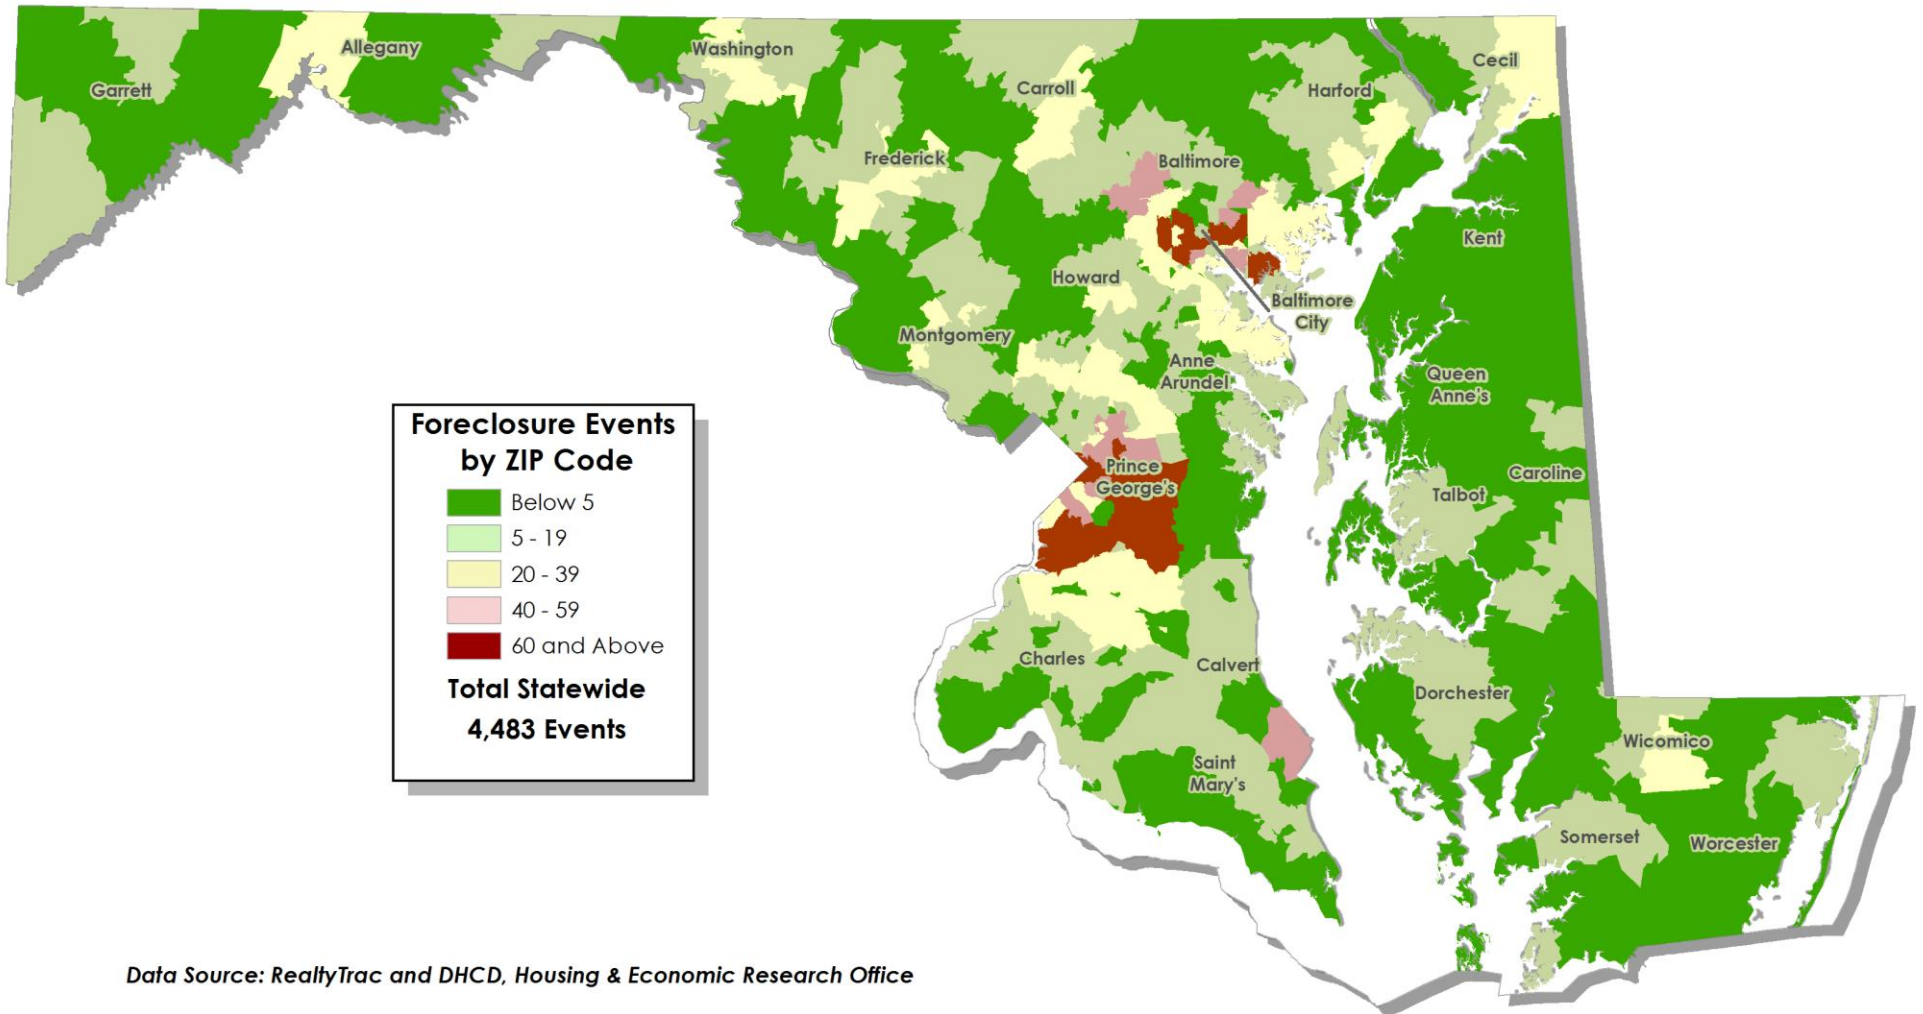 Garrett
Allegany
Washington
Frederick
Carroll
Baltimore
Harford
Cecil
Kent
Howard
Baltimore
City
Montgomery
Anne
Arundel
Queen
Anne's
Prince
George's
Talbot
Caroline
Charles
Calvert
Dorchester
Saint
Mary's
Wicomico
Somerset
Worcester
Foreclosure Events
by ZIP Code
Below 5
5 - 19
20 - 39
40 - 59
60 and Above
Total Statewide
4,483 Events
Data Source: RealtyTrac and DHCD, Housing & Economic Research Office